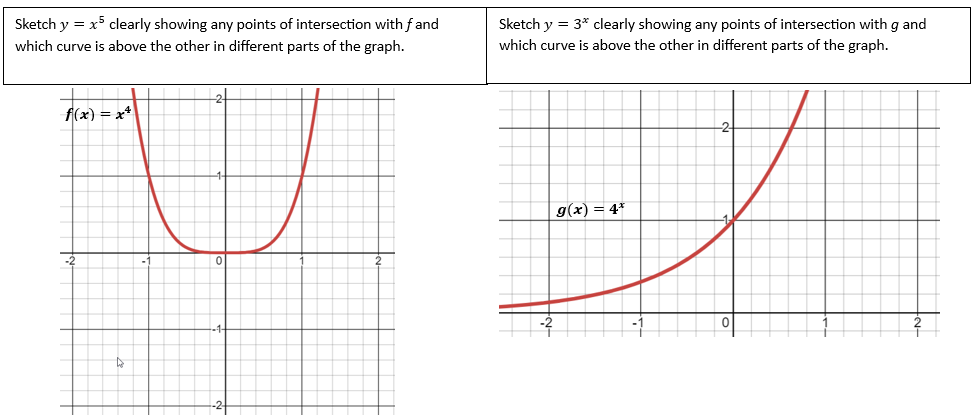 Sketch y = x⁵ clearly showing any points of intersection with f and
which curve is above the other in different parts of the graph.
Sketch y = 3ˣ clearly showing any points of intersection with g and
which curve is above the other in different parts of the graph.
f(x) = x⁴
2
1
-2 -1 0 1 2
-1
-2
2
g(x) = 4ˣ
1
-2 -1 0 1 2